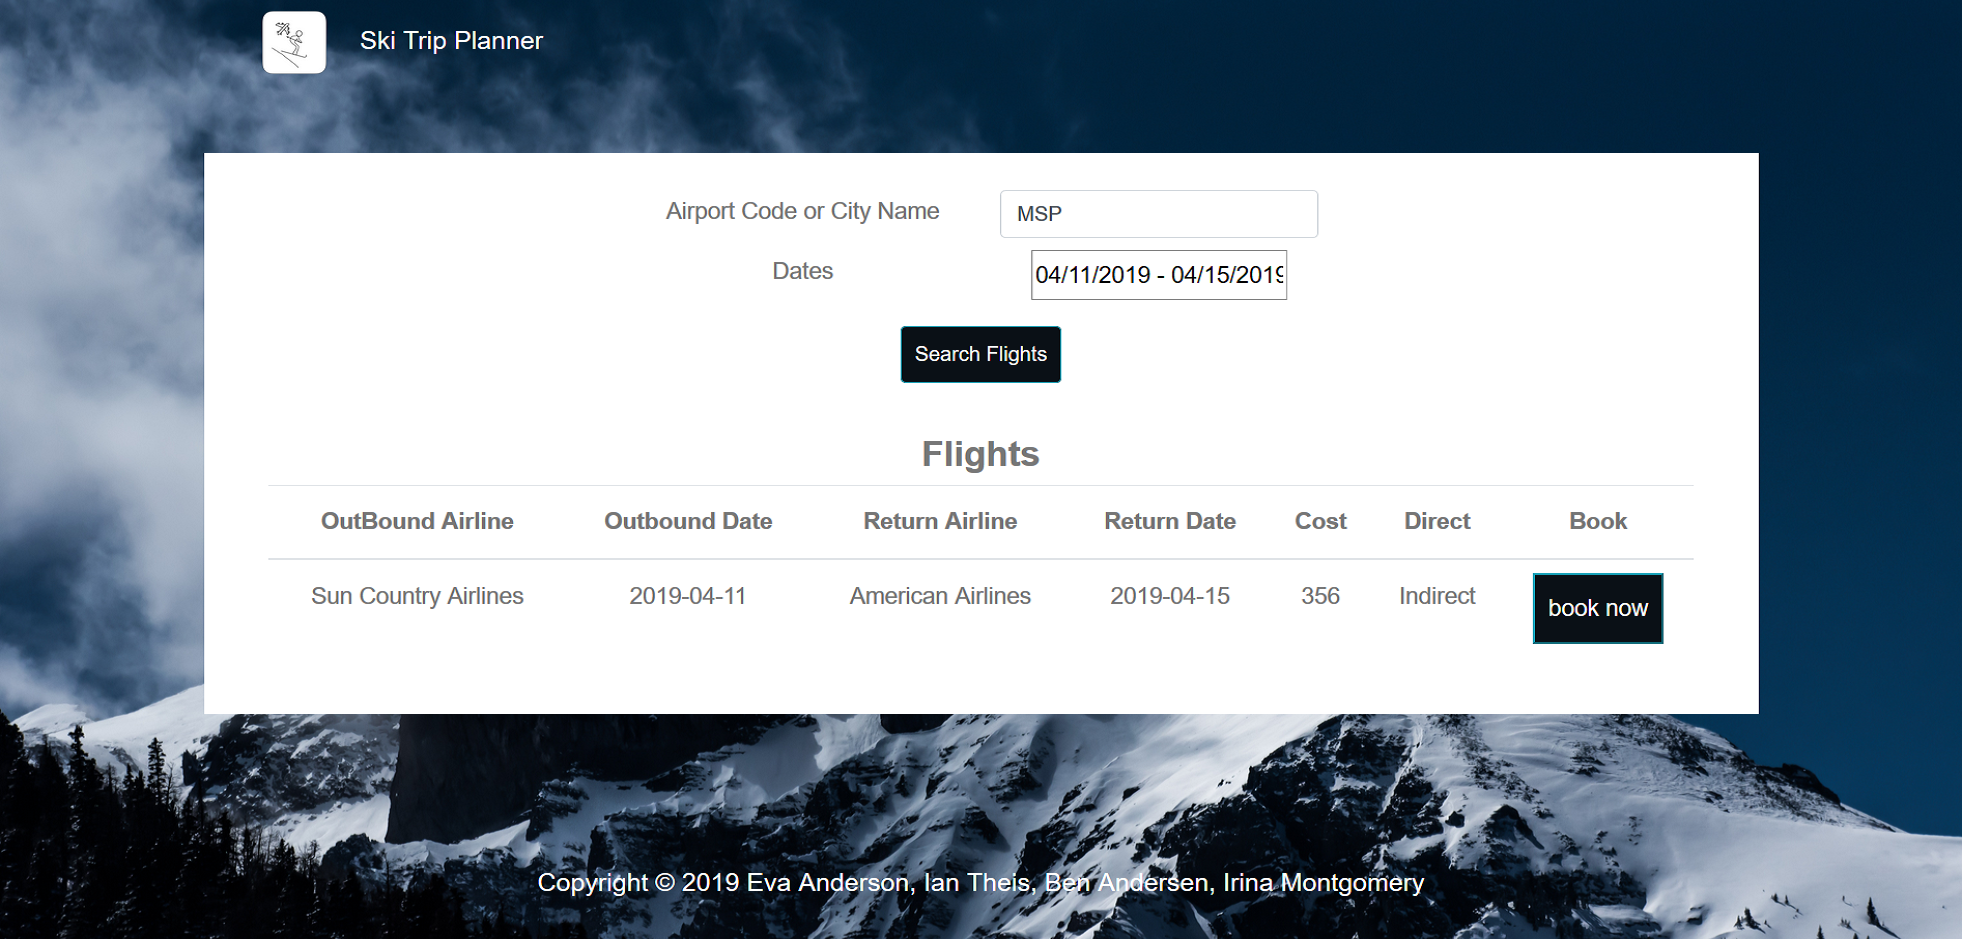 Ski Trip Planner
Airport Code or City Name MSP
Dates 04/11/2019 - 04/15/2019
Search Flights
Flights
OutBound Airline Outbound Date Return Airline Return Date Cost Direct Book
Sun Country Airlines 2019-04-11 American Airlines 2019-04-15 356 Indirect book now
Copyright © 2019 Eva Anderson, Ian Theis, Ben Andersen, Irina Montgomery